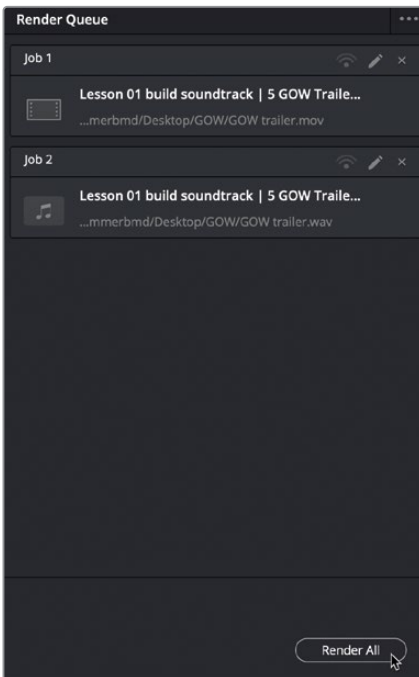 Render Queue
Job 1
Lesson 01 build soundtrack | 5 GOW Traile...
...merbmd/Desktop/GOW/GOW trailer.mov
Job 2
Lesson 01 build soundtrack | 5 GOW Traile...
...mmerbmd/Desktop/GOW/GOW trailer.wav
Render All